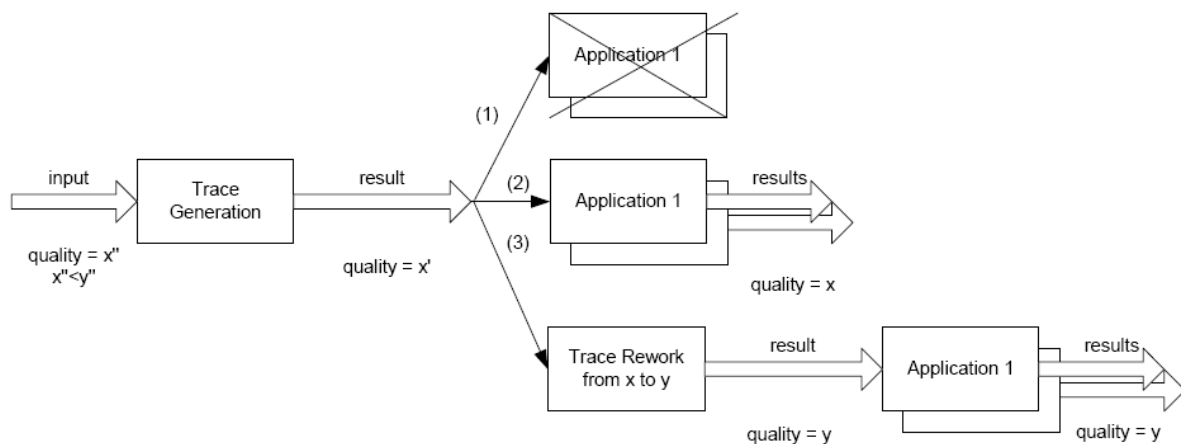 Application 1
(1)
input
Trace
Generation
result
(2)
Application 1
results
quality = x"
x"<y"
quality = x'
(3)
quality = x
Trace Rework
from x to y
result
Application 1
results
quality = y
quality = y